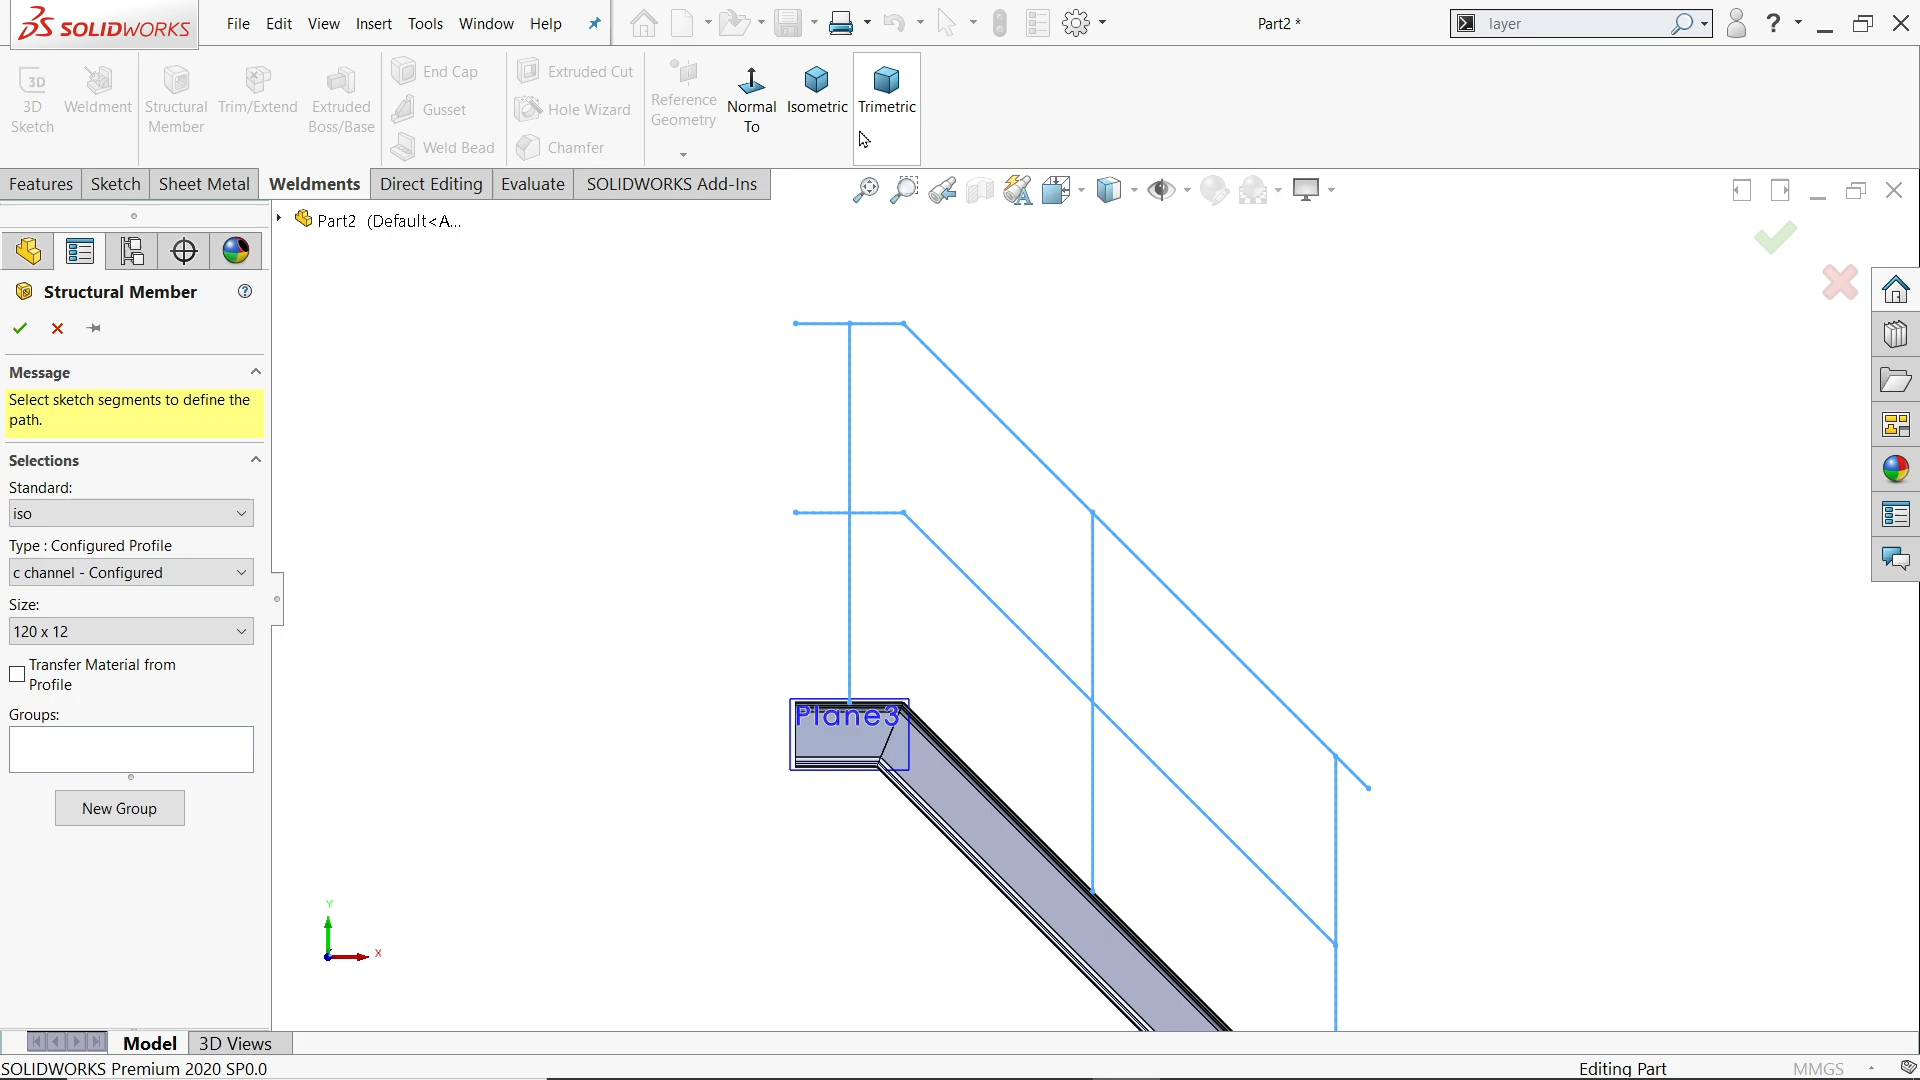 SOLIDWORKS
File Edit View Insert Tools Window Help
Part2 *
layer
?
3D
3D
Sketch
Weldment
Structural
Member
Trim/Extend
Extruded
Boss/Base
End Cap
Gusset
Weld Bead
Extruded Cut
Hole Wizard
Chamfer
Reference
Geometry
Normal
To
Isometric
Trimetric
Features Sketch Sheet Metal Weldments Direct Editing Evaluate SOLIDWORKS Add-Ins
Part2 (Default<A...
Structural Member
?
Message
Select sketch segments to define the
path.
Selections
Standard:
iso
Type : Configured Profile
c channel - Configured
Size:
120 x 12
Transfer Material from
Profile
Groups:
New Group
Plane3
Y
X
Model 3D Views
SOLIDWORKS Premium 2020 SP0.0
Editing Part
MMGS